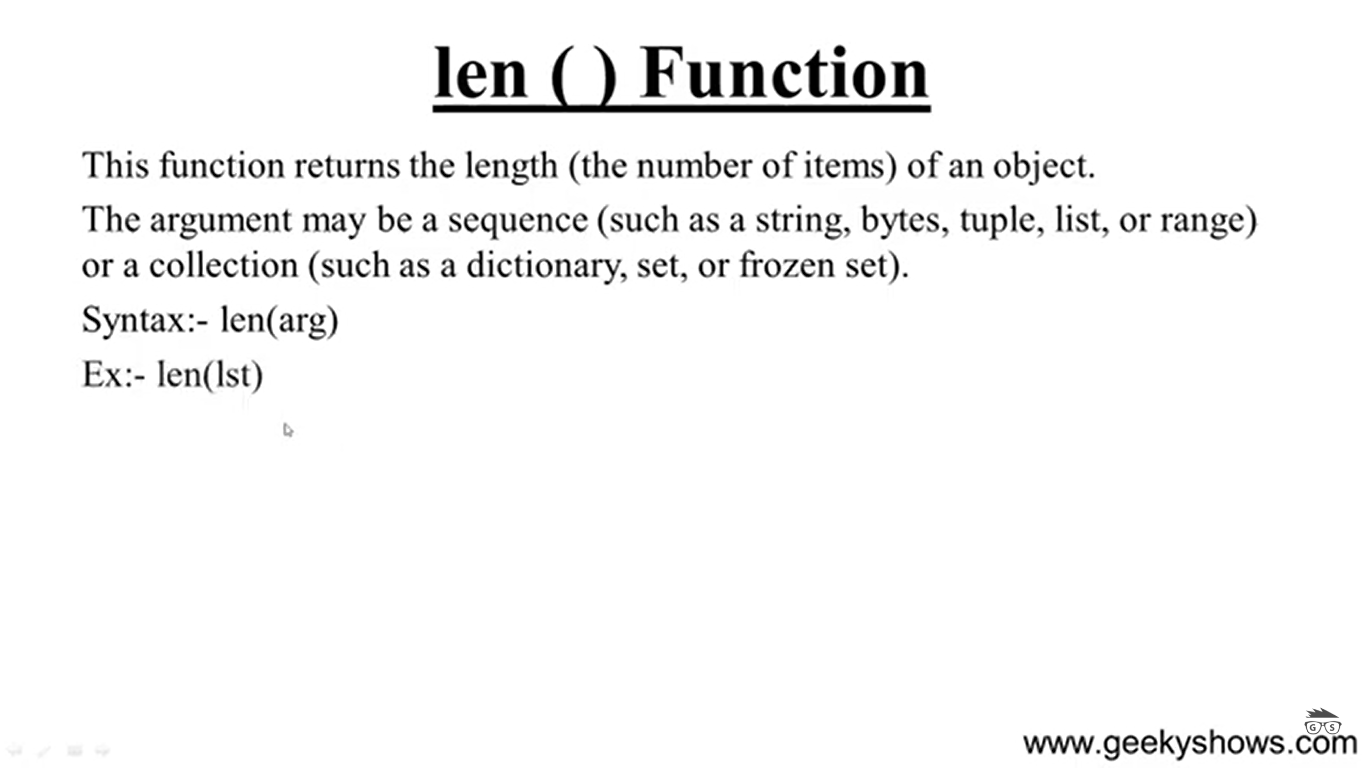 len ( ) Function
This function returns the length (the number of items) of an object.
The argument may be a sequence (such as a string, bytes, tuple, list, or range)
or a collection (such as a dictionary, set, or frozen set).
Syntax:- len(arg)
Ex:- len(lst)
G S
www.geekyshows.com